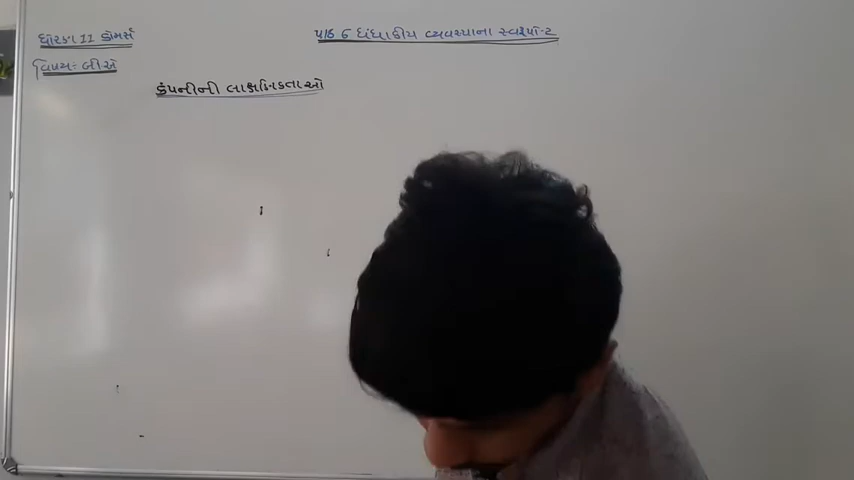 ધોરણ 11 કોમર્સ
પાઠ 6 ધંધાકીય વ્યવસ્થાના સ્વરૂપો-2
વિષય:- બીએ
કંપનીની લાક્ષણિકતાઓ